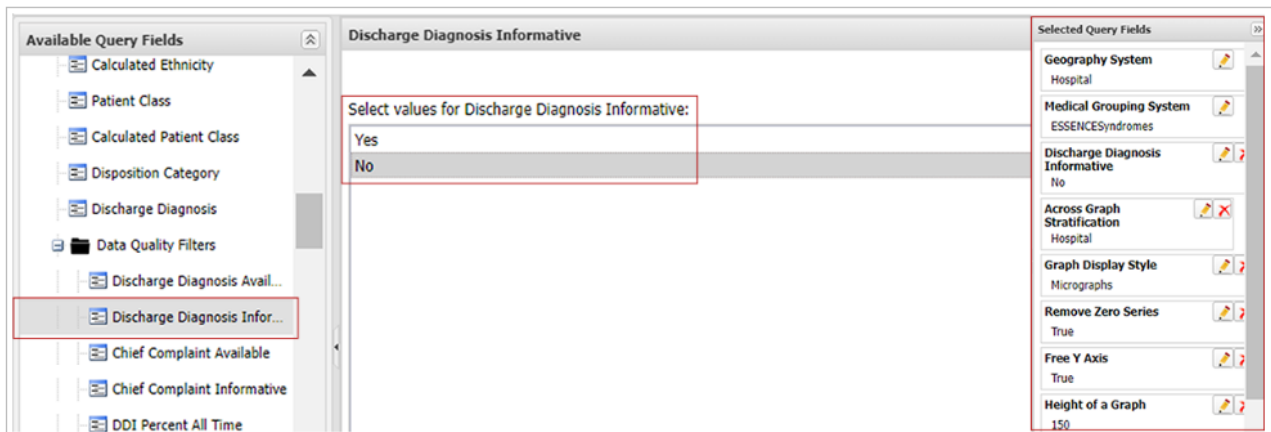 Available Query Fields
Calculated Ethnicity
Patient Class
Calculated Patient Class
Disposition Category
Discharge Diagnosis
Data Quality Filters
Discharge Diagnosis Avail...
Discharge Diagnosis Infor...
Chief Complaint Available
Chief Complaint Informative
DDI Percent All Time
Discharge Diagnosis Informative
Select values for Discharge Diagnosis Informative:
Yes
No
Selected Query Fields
Geography System
Hospital
Medical Grouping System
ESSENCESyndromes
Discharge Diagnosis
Informative
No
Across Graph
Stratification
Hospital
Graph Display Style
Micrographs
Remove Zero Series
True
Free Y Axis
True
Height of a Graph
150